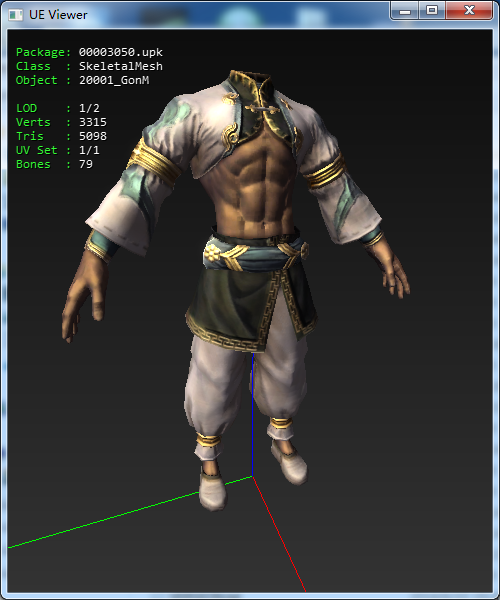 UE Viewer
Package: 00003050.upk
Class : SkeletalMesh
Object : 20001_GonM
LOD : 1/2
Verts : 3315
Tris : 5098
UV Set : 1/1
Bones : 79